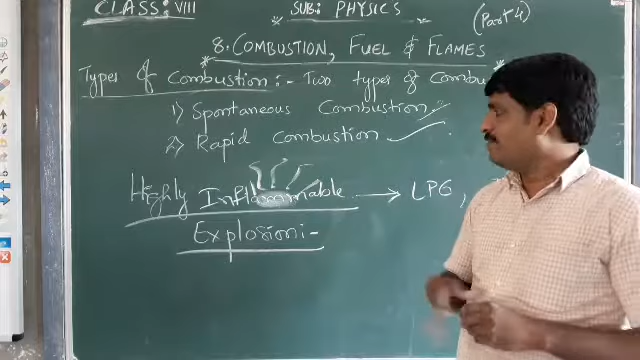 CLASS: VIII SUB: PHYSICS (Part 4)
8. COMBUSTION, FUEL & FLAMES
Types of Combustion:- Two types of Combu
1) Spontaneous Combustion
2) Rapid Combustion
Highly Inflammable → LPG,
Explosion:-